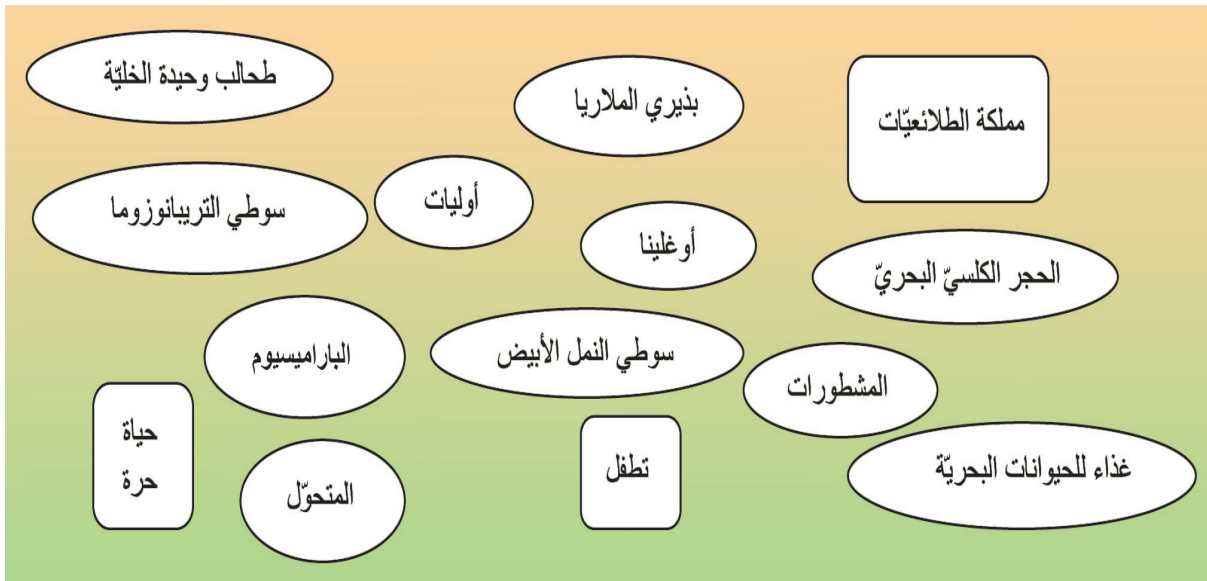 مملكة الطلائعيّات
بذيري الملاريا
طحالب وحيدة الخليّة
أوليات
سوطي التريبانوزوما
أوغلينا
الحجر الكلسيّ البحريّ
سوطي النمل الأبيض
الباراميسيوم
المشطورات
حياة
حرة
تطفل
غذاء للحيوانات البحريّة
المتحوّل